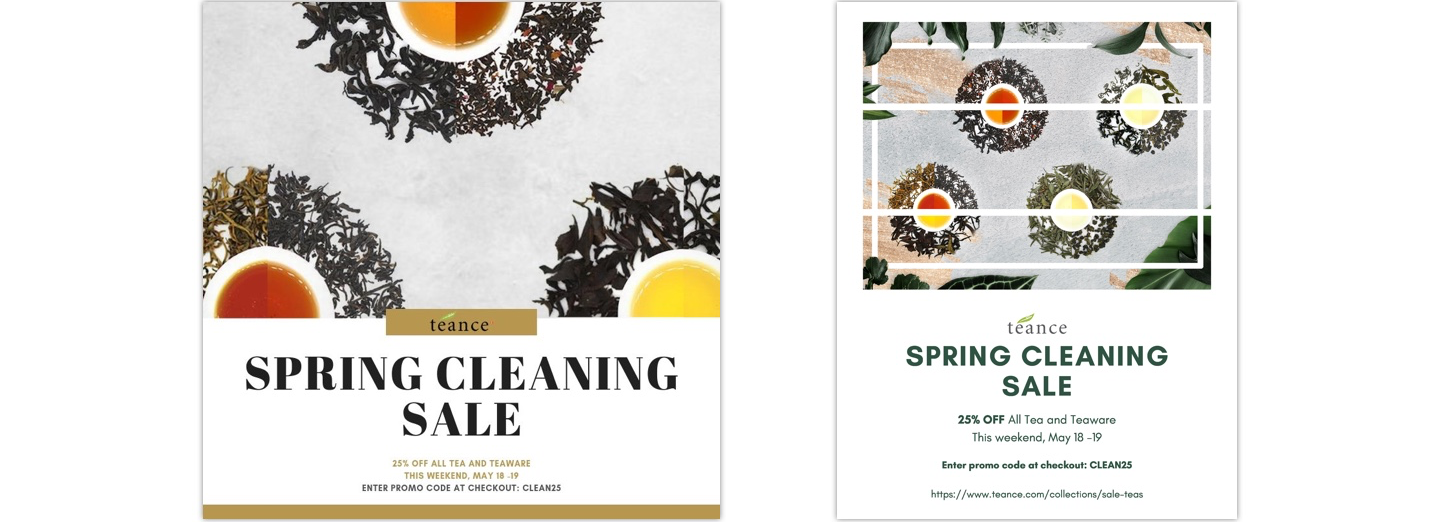 teance
SPRING CLEANING
SALE
25% OFF ALL TEA AND TEAWARE
THIS WEEKEND, MAY 18 -19
ENTER PROMO CODE AT CHECKOUT: CLEAN25
teance
SPRING CLEANING
SALE
25% OFF All Tea and Teaware
This weekend, May 18 -19
Enter promo code at checkout: CLEAN25
https://www.teance.com/collections/sale-teas